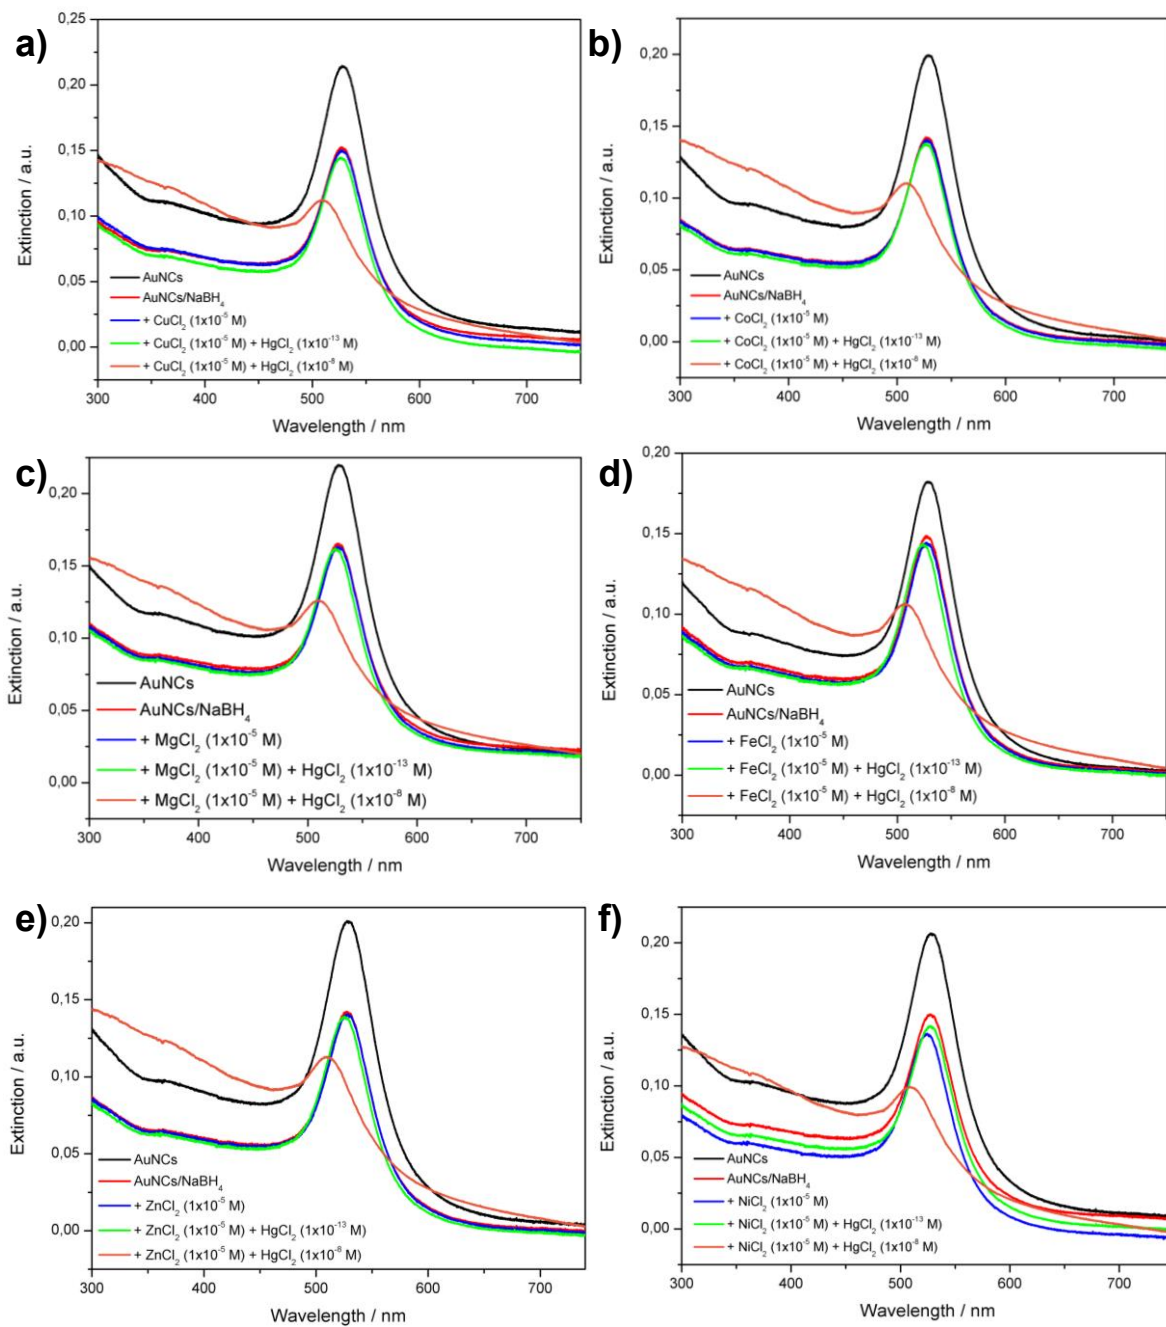 a)
0,25
0,20
0,15
0,10
0,05
0,00
Extinction / a.u.
AuNCs
AuNCs/NaBH₄
+ CuCl₂ (1x10⁻⁵ M)
+ CuCl₂ (1x10⁻⁵ M) + HgCl₂ (1x10⁻¹³ M)
+ CuCl₂ (1x10⁻⁵ M) + HgCl₂ (1x10⁻⁸ M)
300 400 500 600 700
Wavelength / nm
b)
0,20
0,15
0,10
0,05
0,00
Extinction / a.u.
AuNCs
AuNCs/NaBH₄
+ CoCl₂ (1x10⁻⁵ M)
+ CoCl₂ (1x10⁻⁵ M) + HgCl₂ (1x10⁻¹³ M)
+ CoCl₂ (1x10⁻⁵ M) + HgCl₂ (1x10⁻⁸ M)
300 400 500 600 700
Wavelength / nm
c)
0,20
0,15
0,10
0,05
0,00
Extinction / a.u.
AuNCs
AuNCs/NaBH₄
+ MgCl₂ (1x10⁻⁵ M)
+ MgCl₂ (1x10⁻⁵ M) + HgCl₂ (1x10⁻¹³ M)
+ MgCl₂ (1x10⁻⁵ M) + HgCl₂ (1x10⁻⁸ M)
300 400 500 600 700
Wavelength / nm
d)
0,20
0,15
0,10
0,05
0,00
Extinction / a.u.
AuNCs
AuNCs/NaBH₄
+ FeCl₂ (1x10⁻⁵ M)
+ FeCl₂ (1x10⁻⁵ M) + HgCl₂ (1x10⁻¹³ M)
+ FeCl₂ (1x10⁻⁵ M) + HgCl₂ (1x10⁻⁸ M)
300 400 500 600 700
Wavelength / nm
e)
0,20
0,15
0,10
0,05
0,00
Extinction / a.u.
AuNCs
AuNCs/NaBH₄
+ ZnCl₂ (1x10⁻⁵ M)
+ ZnCl₂ (1x10⁻⁵ M) + HgCl₂ (1x10⁻¹³ M)
+ ZnCl₂ (1x10⁻⁵ M) + HgCl₂ (1x10⁻⁸ M)
300 400 500 600 700
Wavelength / nm
f)
0,20
0,15
0,10
0,05
0,00
Extinction / a.u.
AuNCs
AuNCs/NaBH₄
+ NiCl₂ (1x10⁻⁵ M)
+ NiCl₂ (1x10⁻⁵ M) + HgCl₂ (1x10⁻¹³ M)
+ NiCl₂ (1x10⁻⁵ M) + HgCl₂ (1x10⁻⁸ M)
300 400 500 600 700
Wavelength / nm